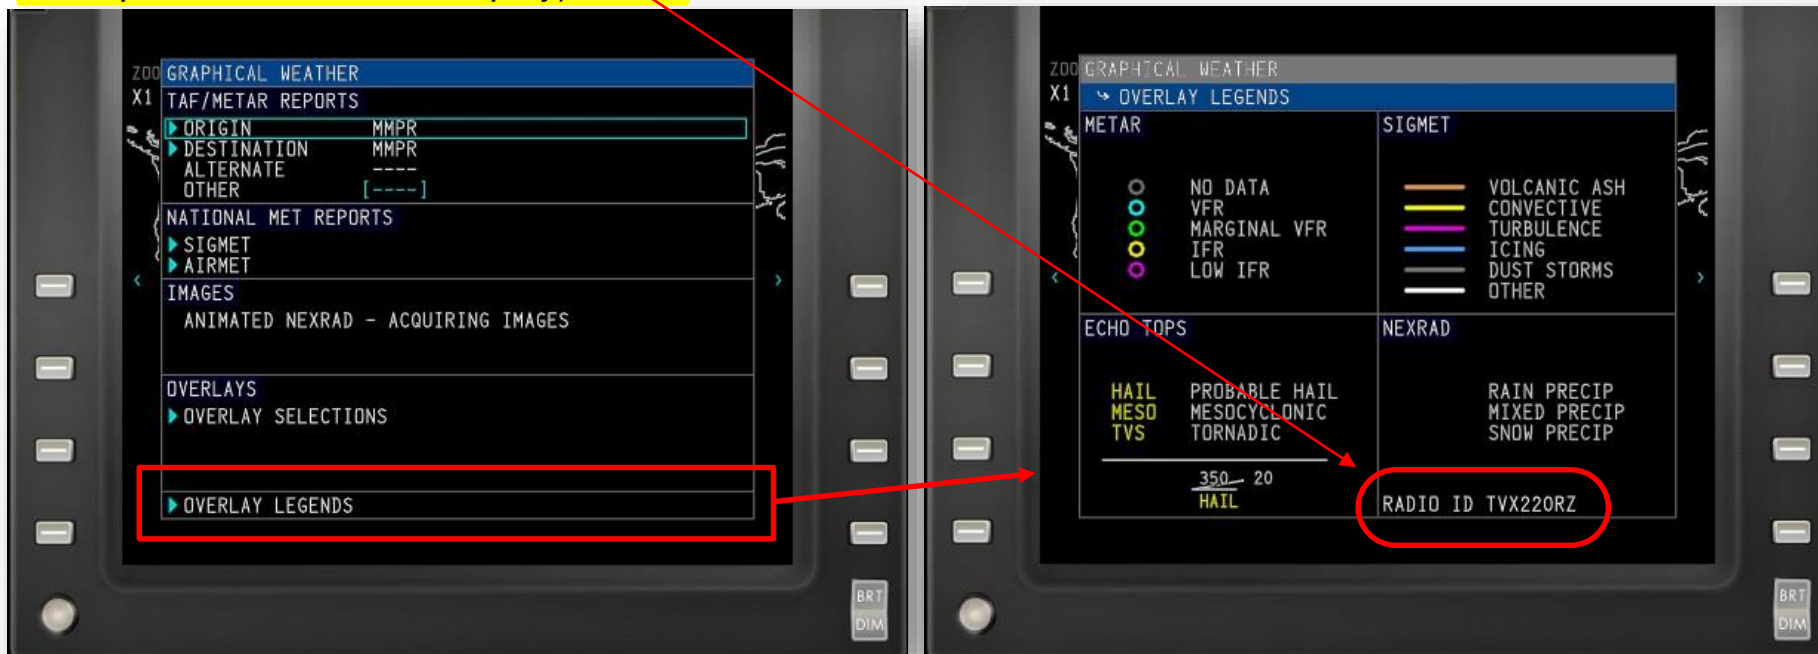 ZOO GRAPHICAL WEATHER
X1 TAF/METAR REPORTS
ORIGIN MMPR
DESTINATION MMPR
ALTERNATE ----
OTHER [----]
NATIONAL MET REPORTS
SIGMET
AIRMET
IMAGES
ANIMATED NEXRAD - ACQUIRING IMAGES
OVERLAYS
OVERLAY SELECTIONS
OVERLAY LEGENDS
BRT
DIM
ZOO GRAPHICAL WEATHER
X1 ↳ OVERLAY LEGENDS
METAR
NO DATA
VFR
MARGINAL VFR
IFR
LOW IFR
SIGMET
VOLCANIC ASH
CONVECTIVE
TURBULENCE
ICING
DUST STORMS
OTHER
ECHO TOPS
HAIL PROBABLE HAIL
MESO MESOCYCLONIC
TVS TORNADIC
350 20
HAIL
NEXRAD
RAIN PRECIP
MIXED PRECIP
SNOW PRECIP
RADIO ID TVX220RZ
BRT
DIM